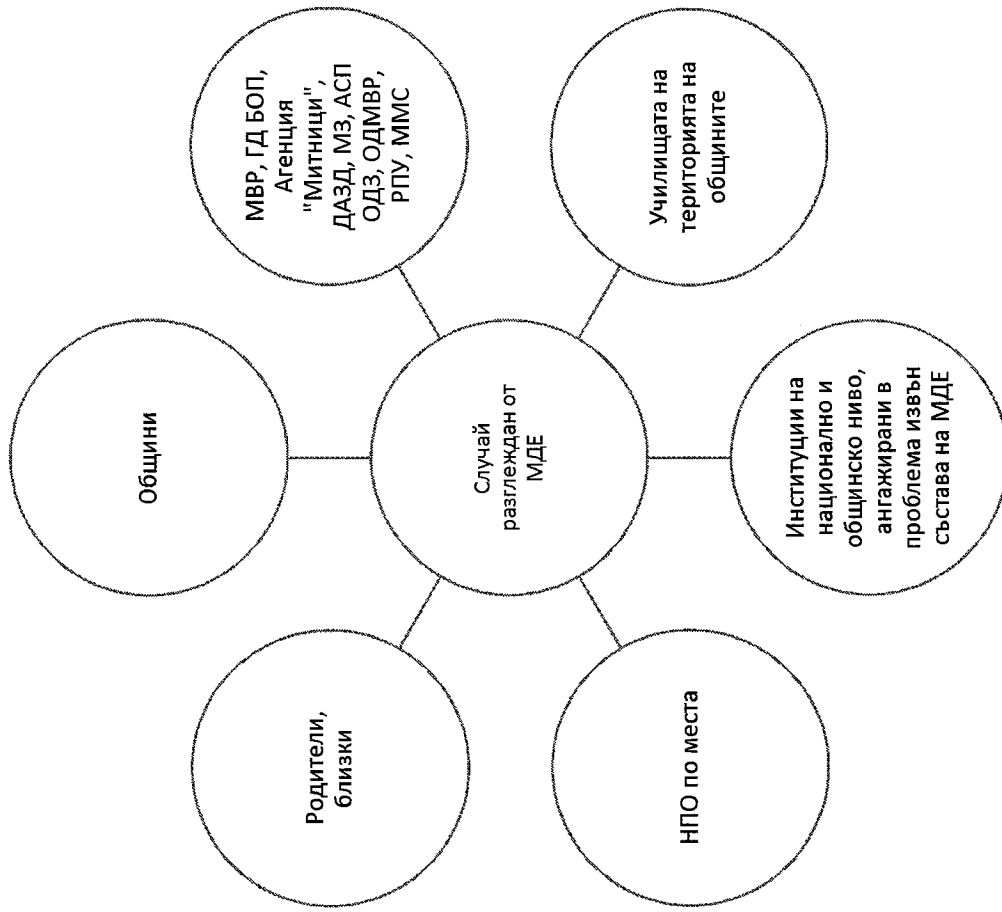 Общини
МВР, ГД БОП,
Агенция
"Митници",
ДАЗД, МЗ, АСП
ОДЗ, ОДМВР,
РПУ, ММС
Училищата на
територията на
общините
Институции на
национално и
общинско ниво,
ангажирани в
проблема извън
състава на МДЕ
НПО по места
Родители,
близки
Случай
разглеждан от
МДЕ